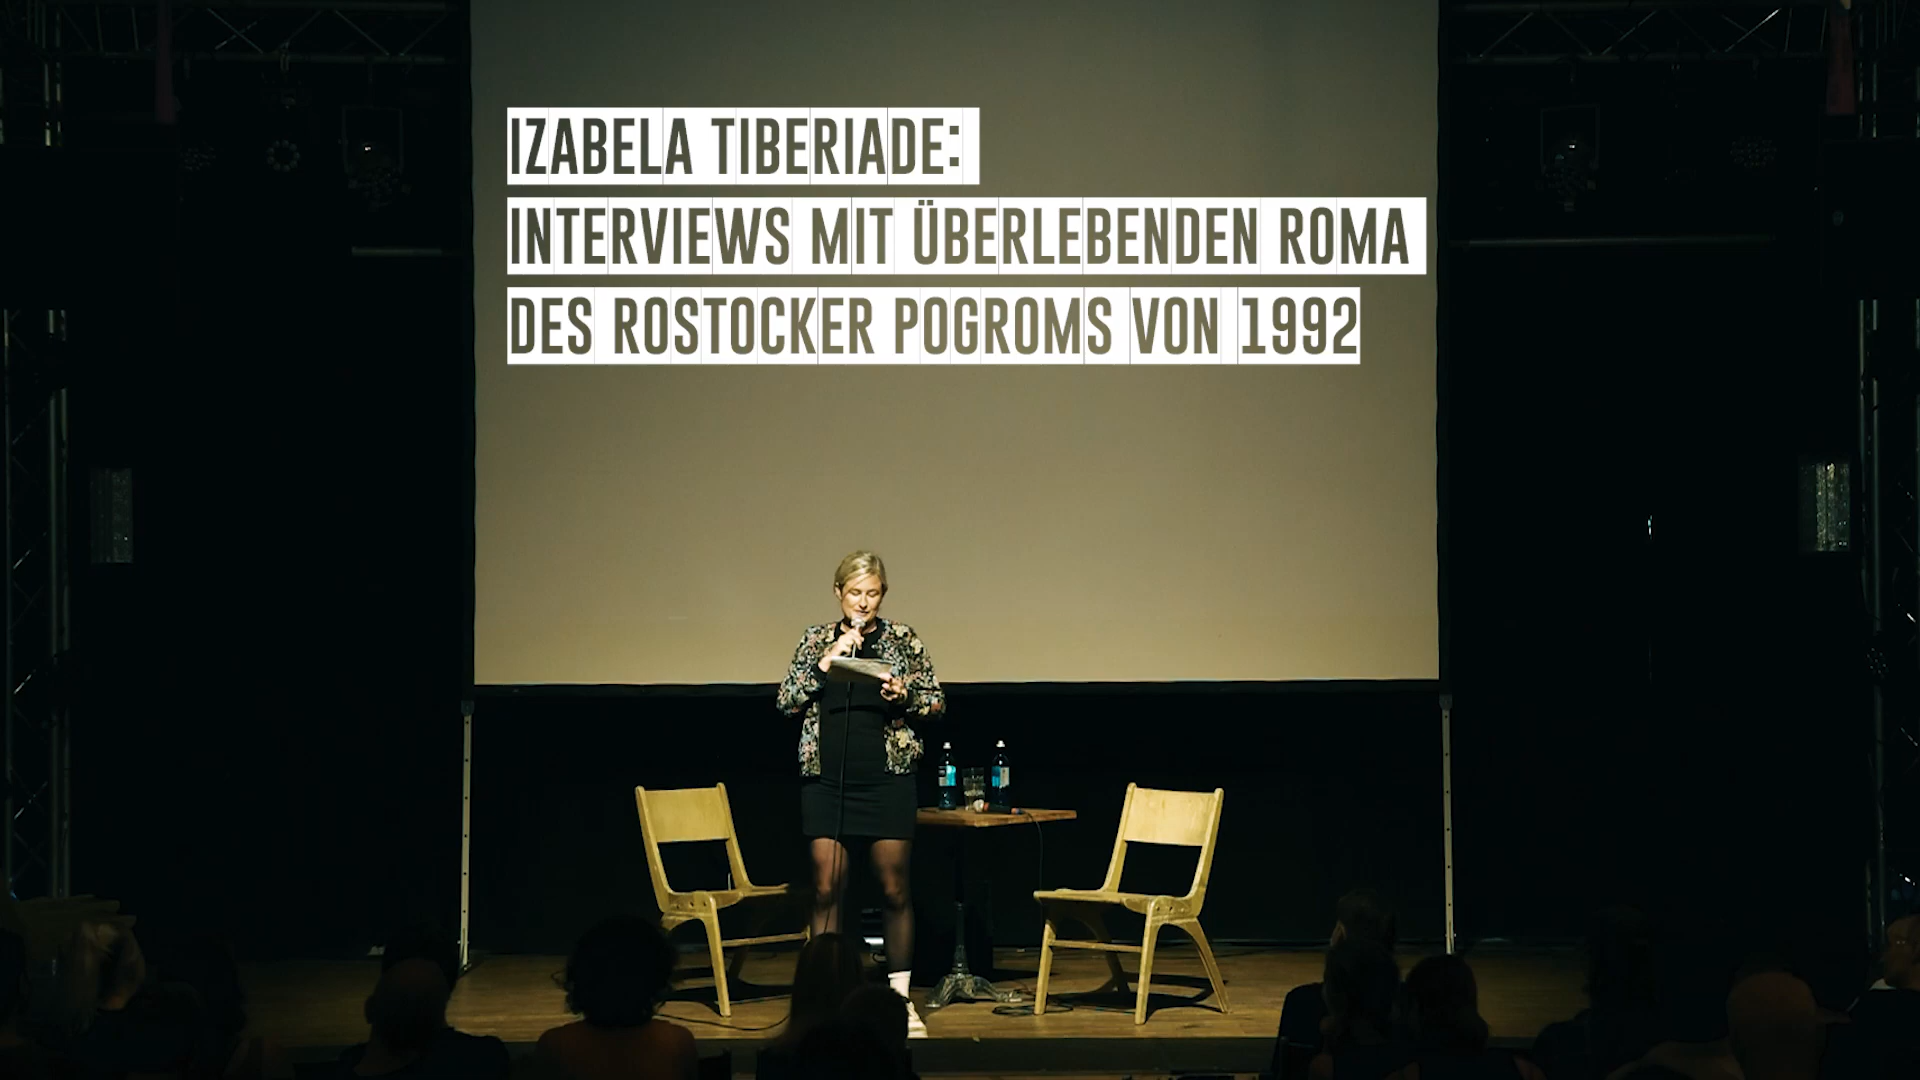 IZABELA TIBERIADE:
INTERVIEWS MIT ÜBERLEBENDEN ROMA
DES ROSTOCKER POGROMS VON 1992